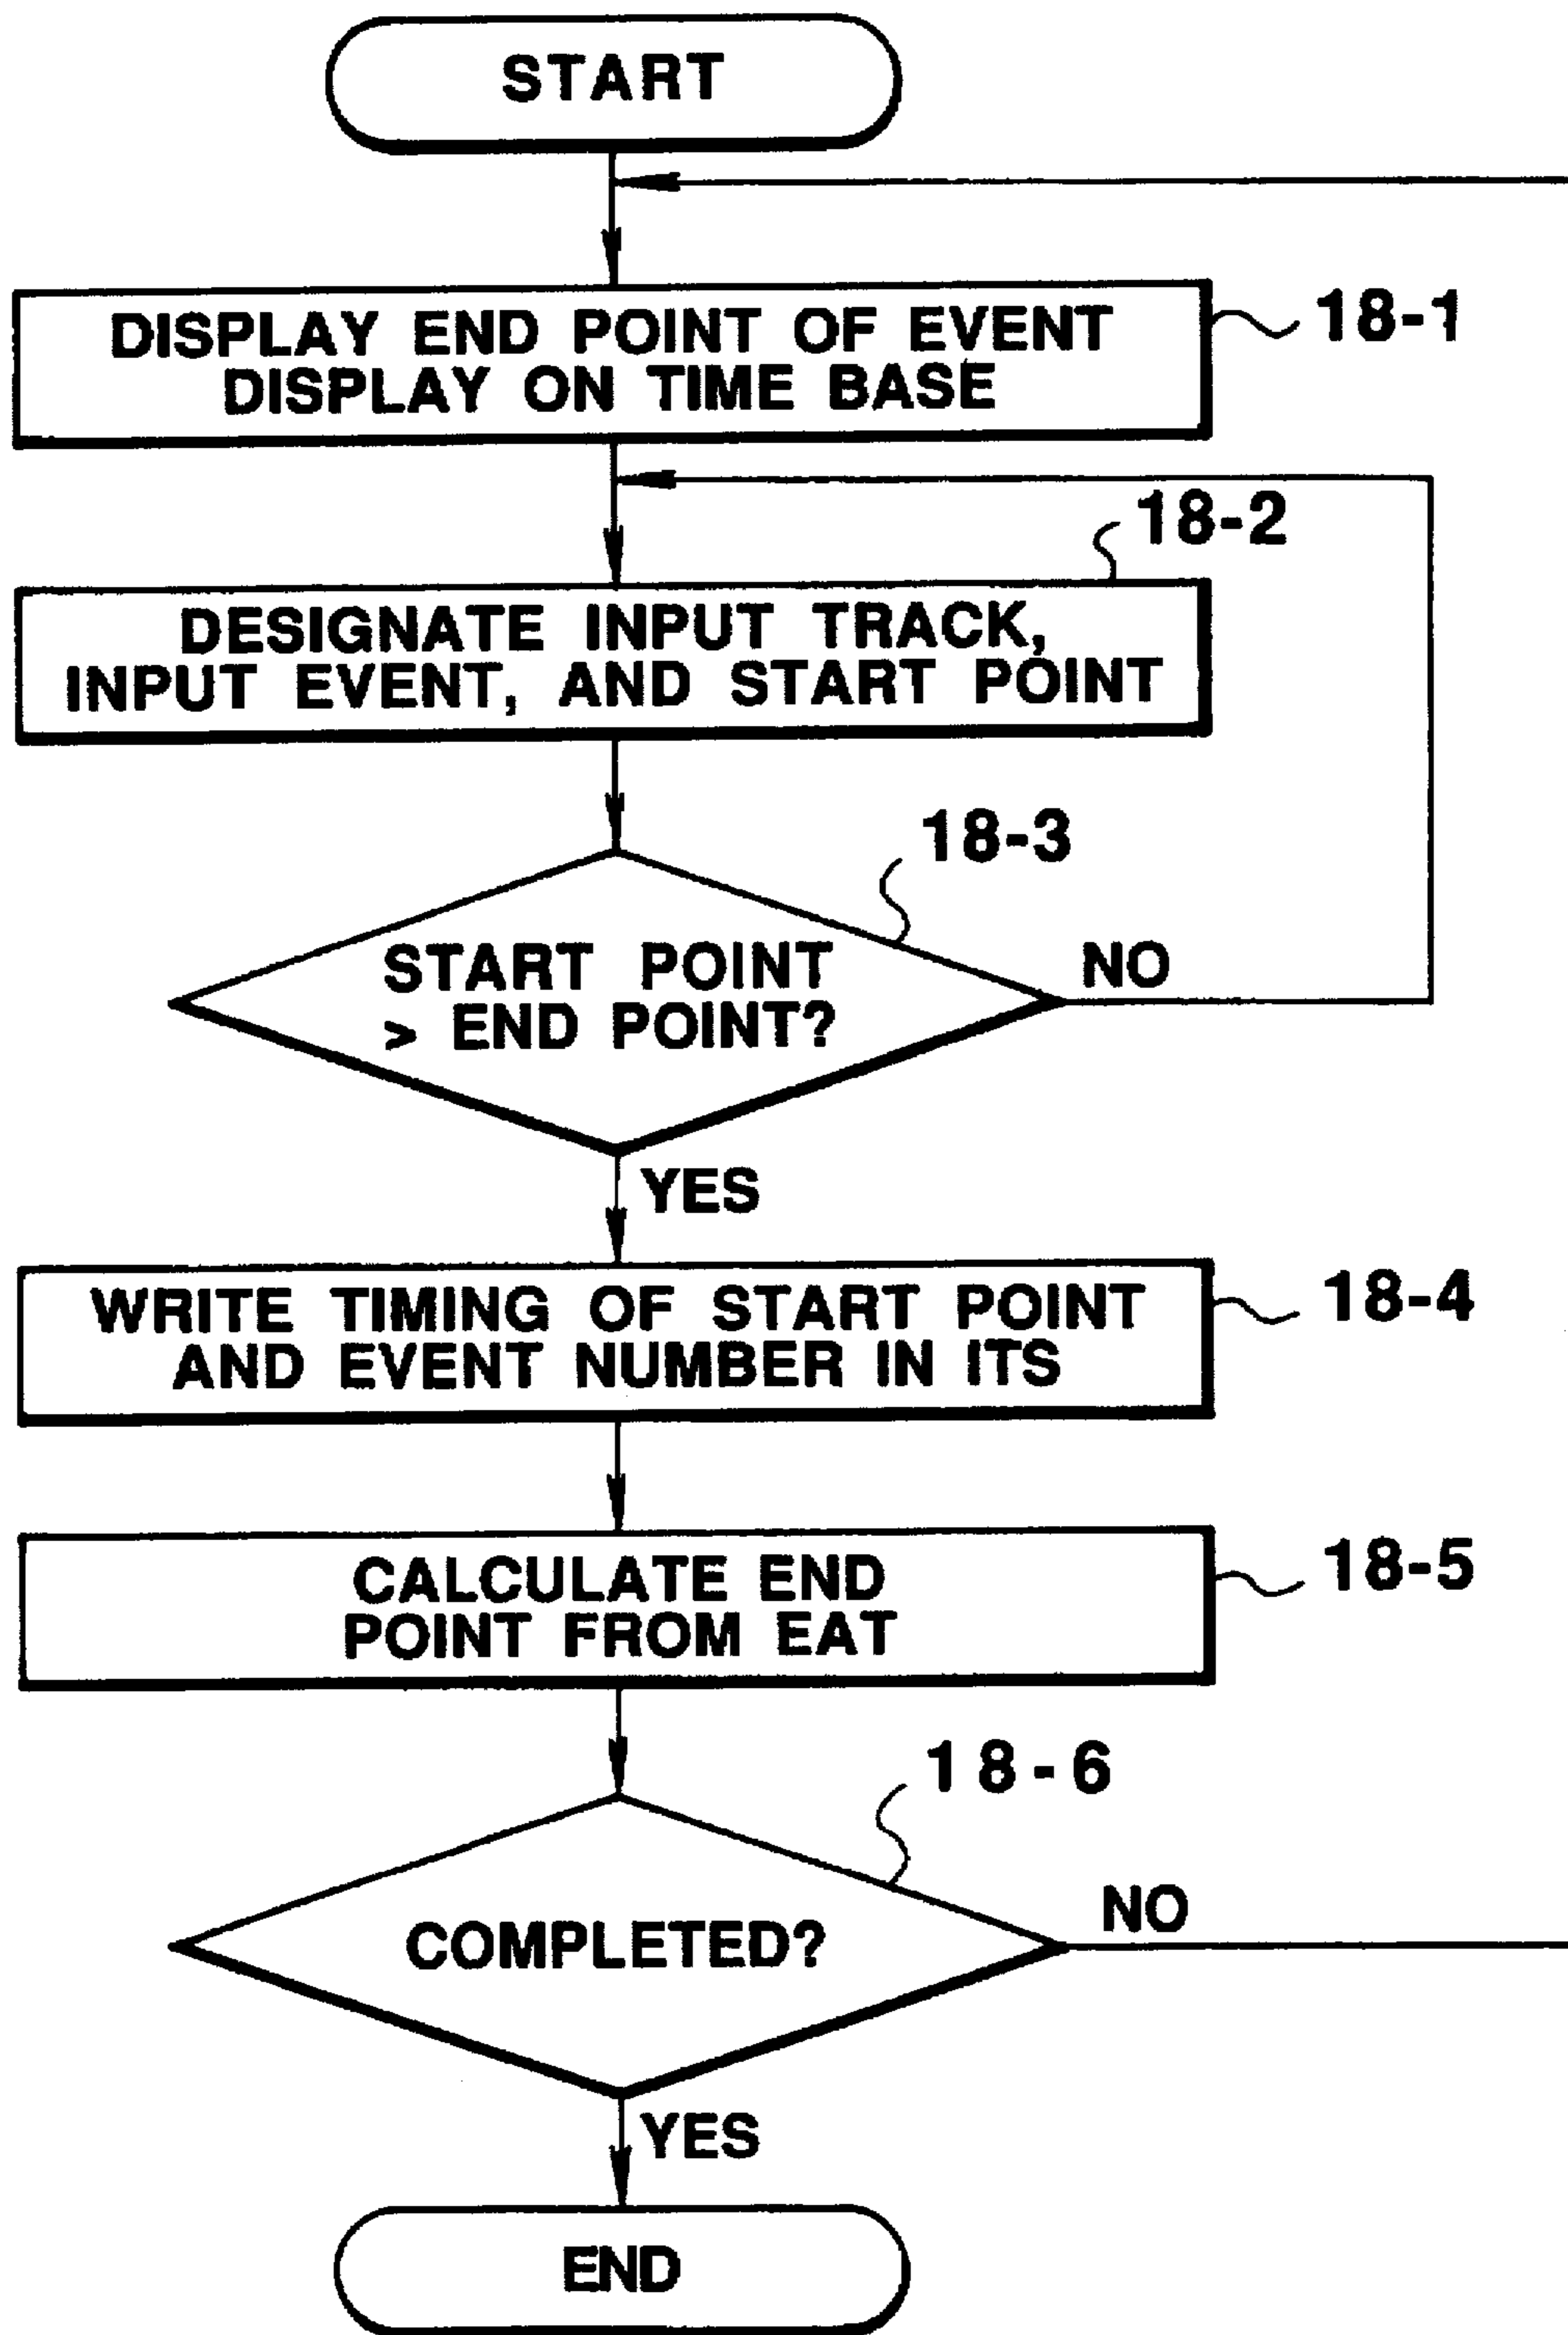 START
DISPLAY END POINT OF EVENT
DISPLAY ON TIME BASE
18-1
18-2
DESIGNATE INPUT TRACK,
INPUT EVENT, AND START POINT
18-3
START POINT
> END POINT?
NO
YES
WRITE TIMING OF START POINT
AND EVENT NUMBER IN ITS
18-4
CALCULATE END
POINT FROM EAT
18-5
18-6
COMPLETED?
NO
YES
END